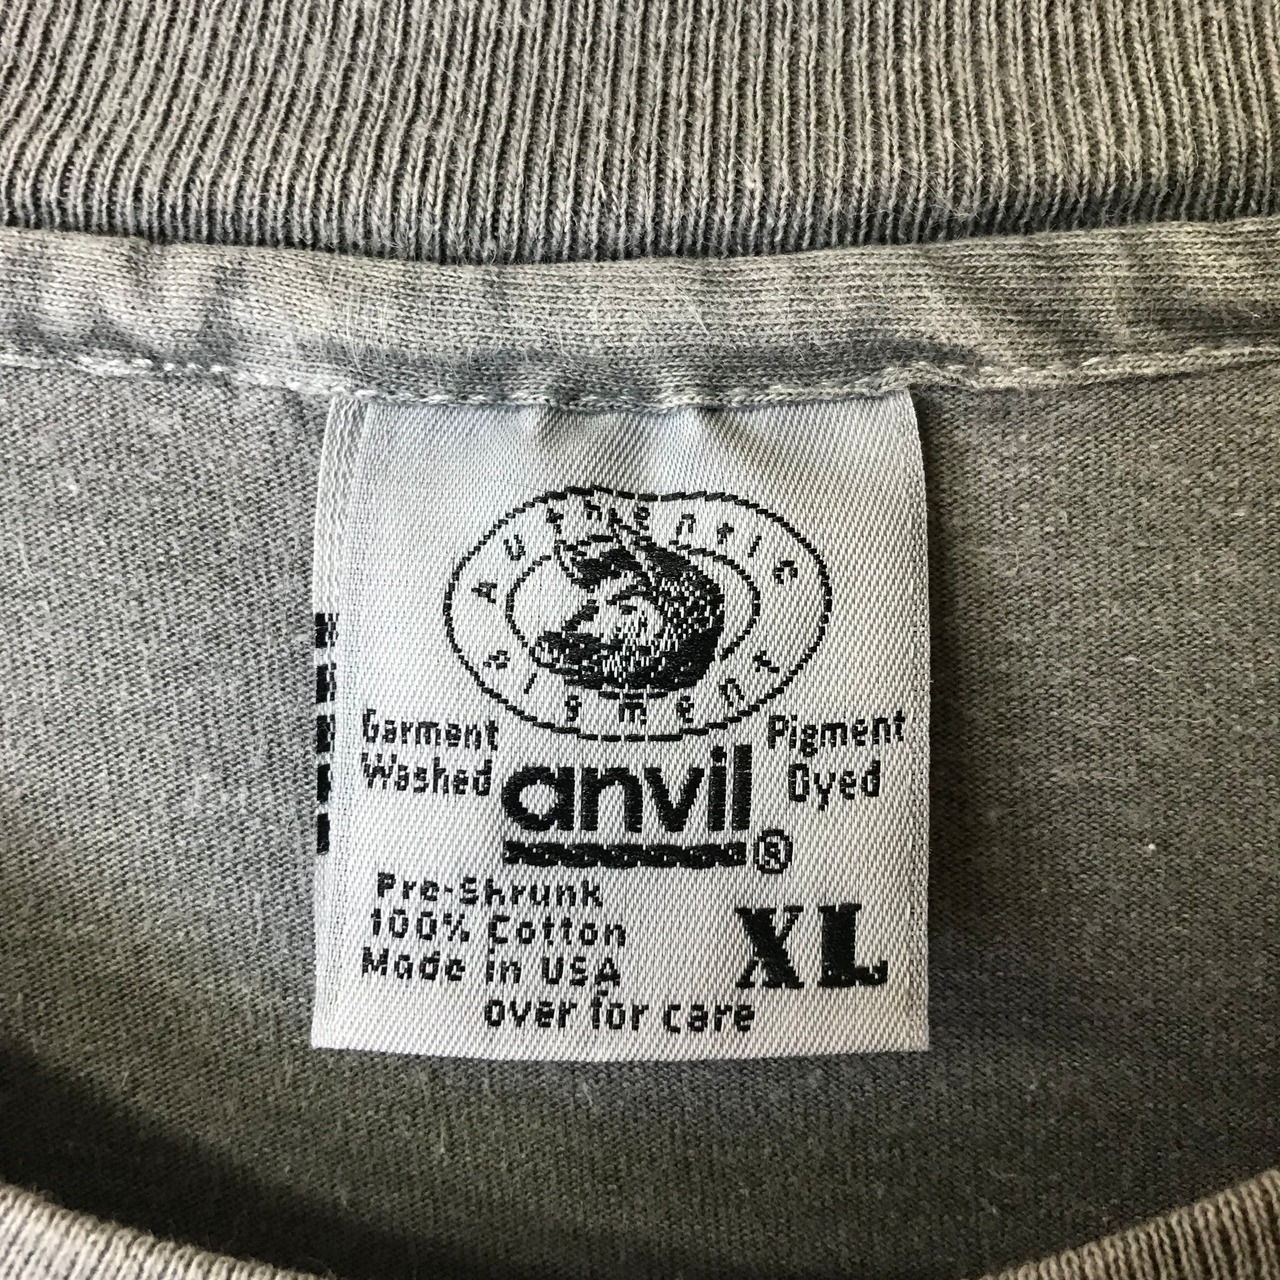 Authentic
Pigment
Garment
Washed
Pigment
Dyed
anvil ®
Pre-Shrunk
100% Cotton
Made in USA
XL
over for care